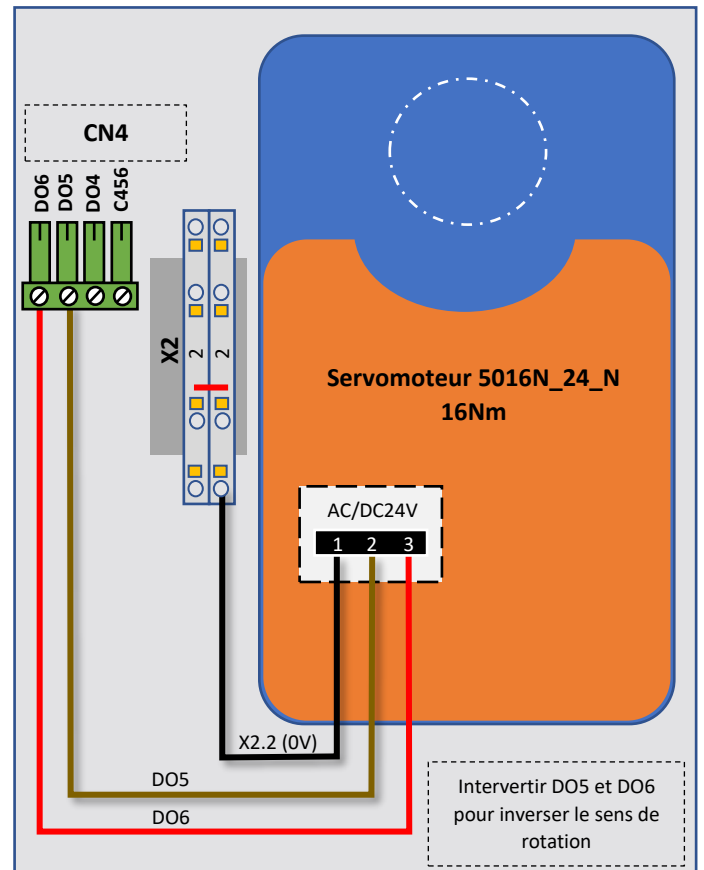 CN4
DO6
DO5
DO4
C456
X2
2
2
Servomoteur 5016N_24_N
16Nm
AC/DC24V
1 2 3
X2.2 (0V)
DO5
DO6
Intervertir DO5 et DO6
pour inverser le sens de
rotation